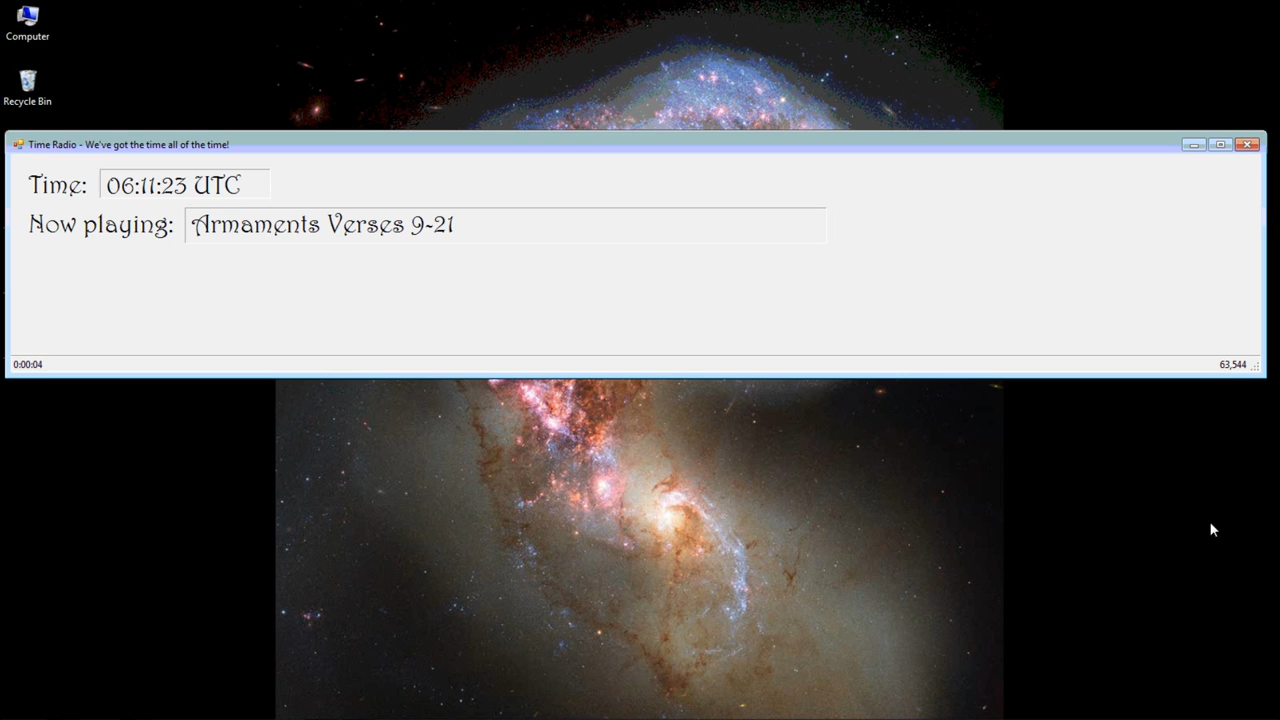 Computer
Recycle Bin
Time Radio - We've got the time all of the time!
Time: 06:11:23 UTC
Now playing: Armaments Verses 9-21
0:00:04 63,544